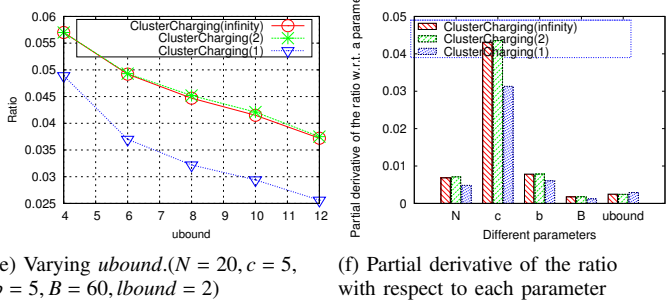 0.06
0.055
0.05
0.045
0.04
0.035
0.03
0.025
Ratio
4 5 6 7 8 9 10 11 12
ubound
ClusterCharging(infinity)
ClusterCharging(2)
ClusterCharging(1)
e) Varying ubound.(N = 20, c = 5,
= 5, B = 60, lbound = 2)
0.05
0.04
0.03
0.02
0.01
0
Partial derivative of the ratio w.r.t. a parame
N c b B ubound
Different parameters
ClusterCharging(infinity)
ClusterCharging(2)
ClusterCharging(1)
(f) Partial derivative of the ratio
with respect to each parameter